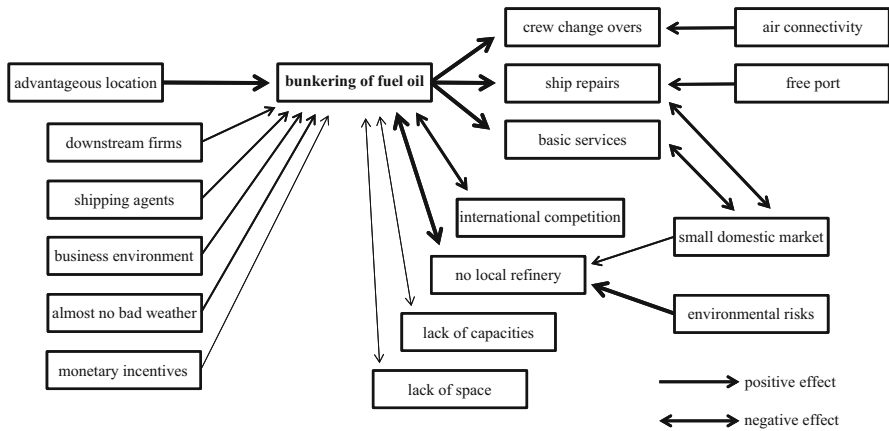 crew change overs
air connectivity
advantageous location
bunkering of fuel oil
ship repairs
free port
downstream firms
basic services
shipping agents
international competition
small domestic market
business environment
no local refinery
almost no bad weather
environmental risks
lack of capacities
monetary incentives
lack of space
positive effect
negative effect